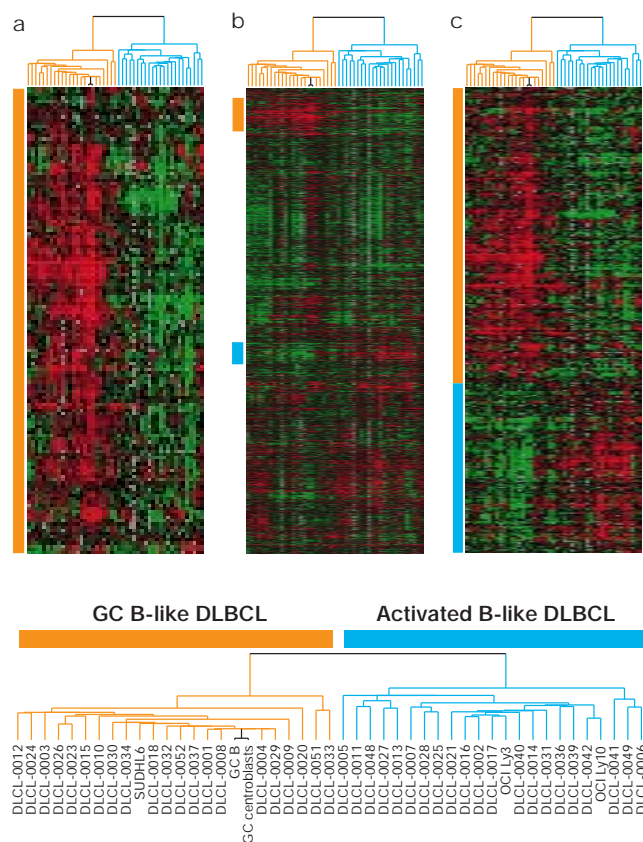 a
b
c
GC B-like DLBCL
Activated B-like DLBCL
DLCL-0012
DLCL-0024
DLCL-0003
DLCL-0026
DLCL-0023
DLCL-0015
DLCL-0010
DLCL-0030
DLCL-0034
SUDHL6
DLCL-0018
DLCL-0032
DLCL-0052
DLCL-0037
DLCL-0001
DLCL-0008
GC B
GC centroblasts
DLCL-0004
DLCL-0029
DLCL-0009
DLCL-0020
DLCL-0051
DLCL-0033
DLCL-0005
DLCL-0011
DLCL-0048
DLCL-0027
DLCL-0013
DLCL-0007
DLCL-0028
DLCL-0025
DLCL-0021
DLCL-0016
DLCL-0002
DLCL-0017
OCI Ly3
DLCL-0040
DLCL-0014
DLCL-0031
DLCL-0036
DLCL-0039
DLCL-0042
OCI Ly10
DLCL-0041
DLCL-0049
DLCL-0006